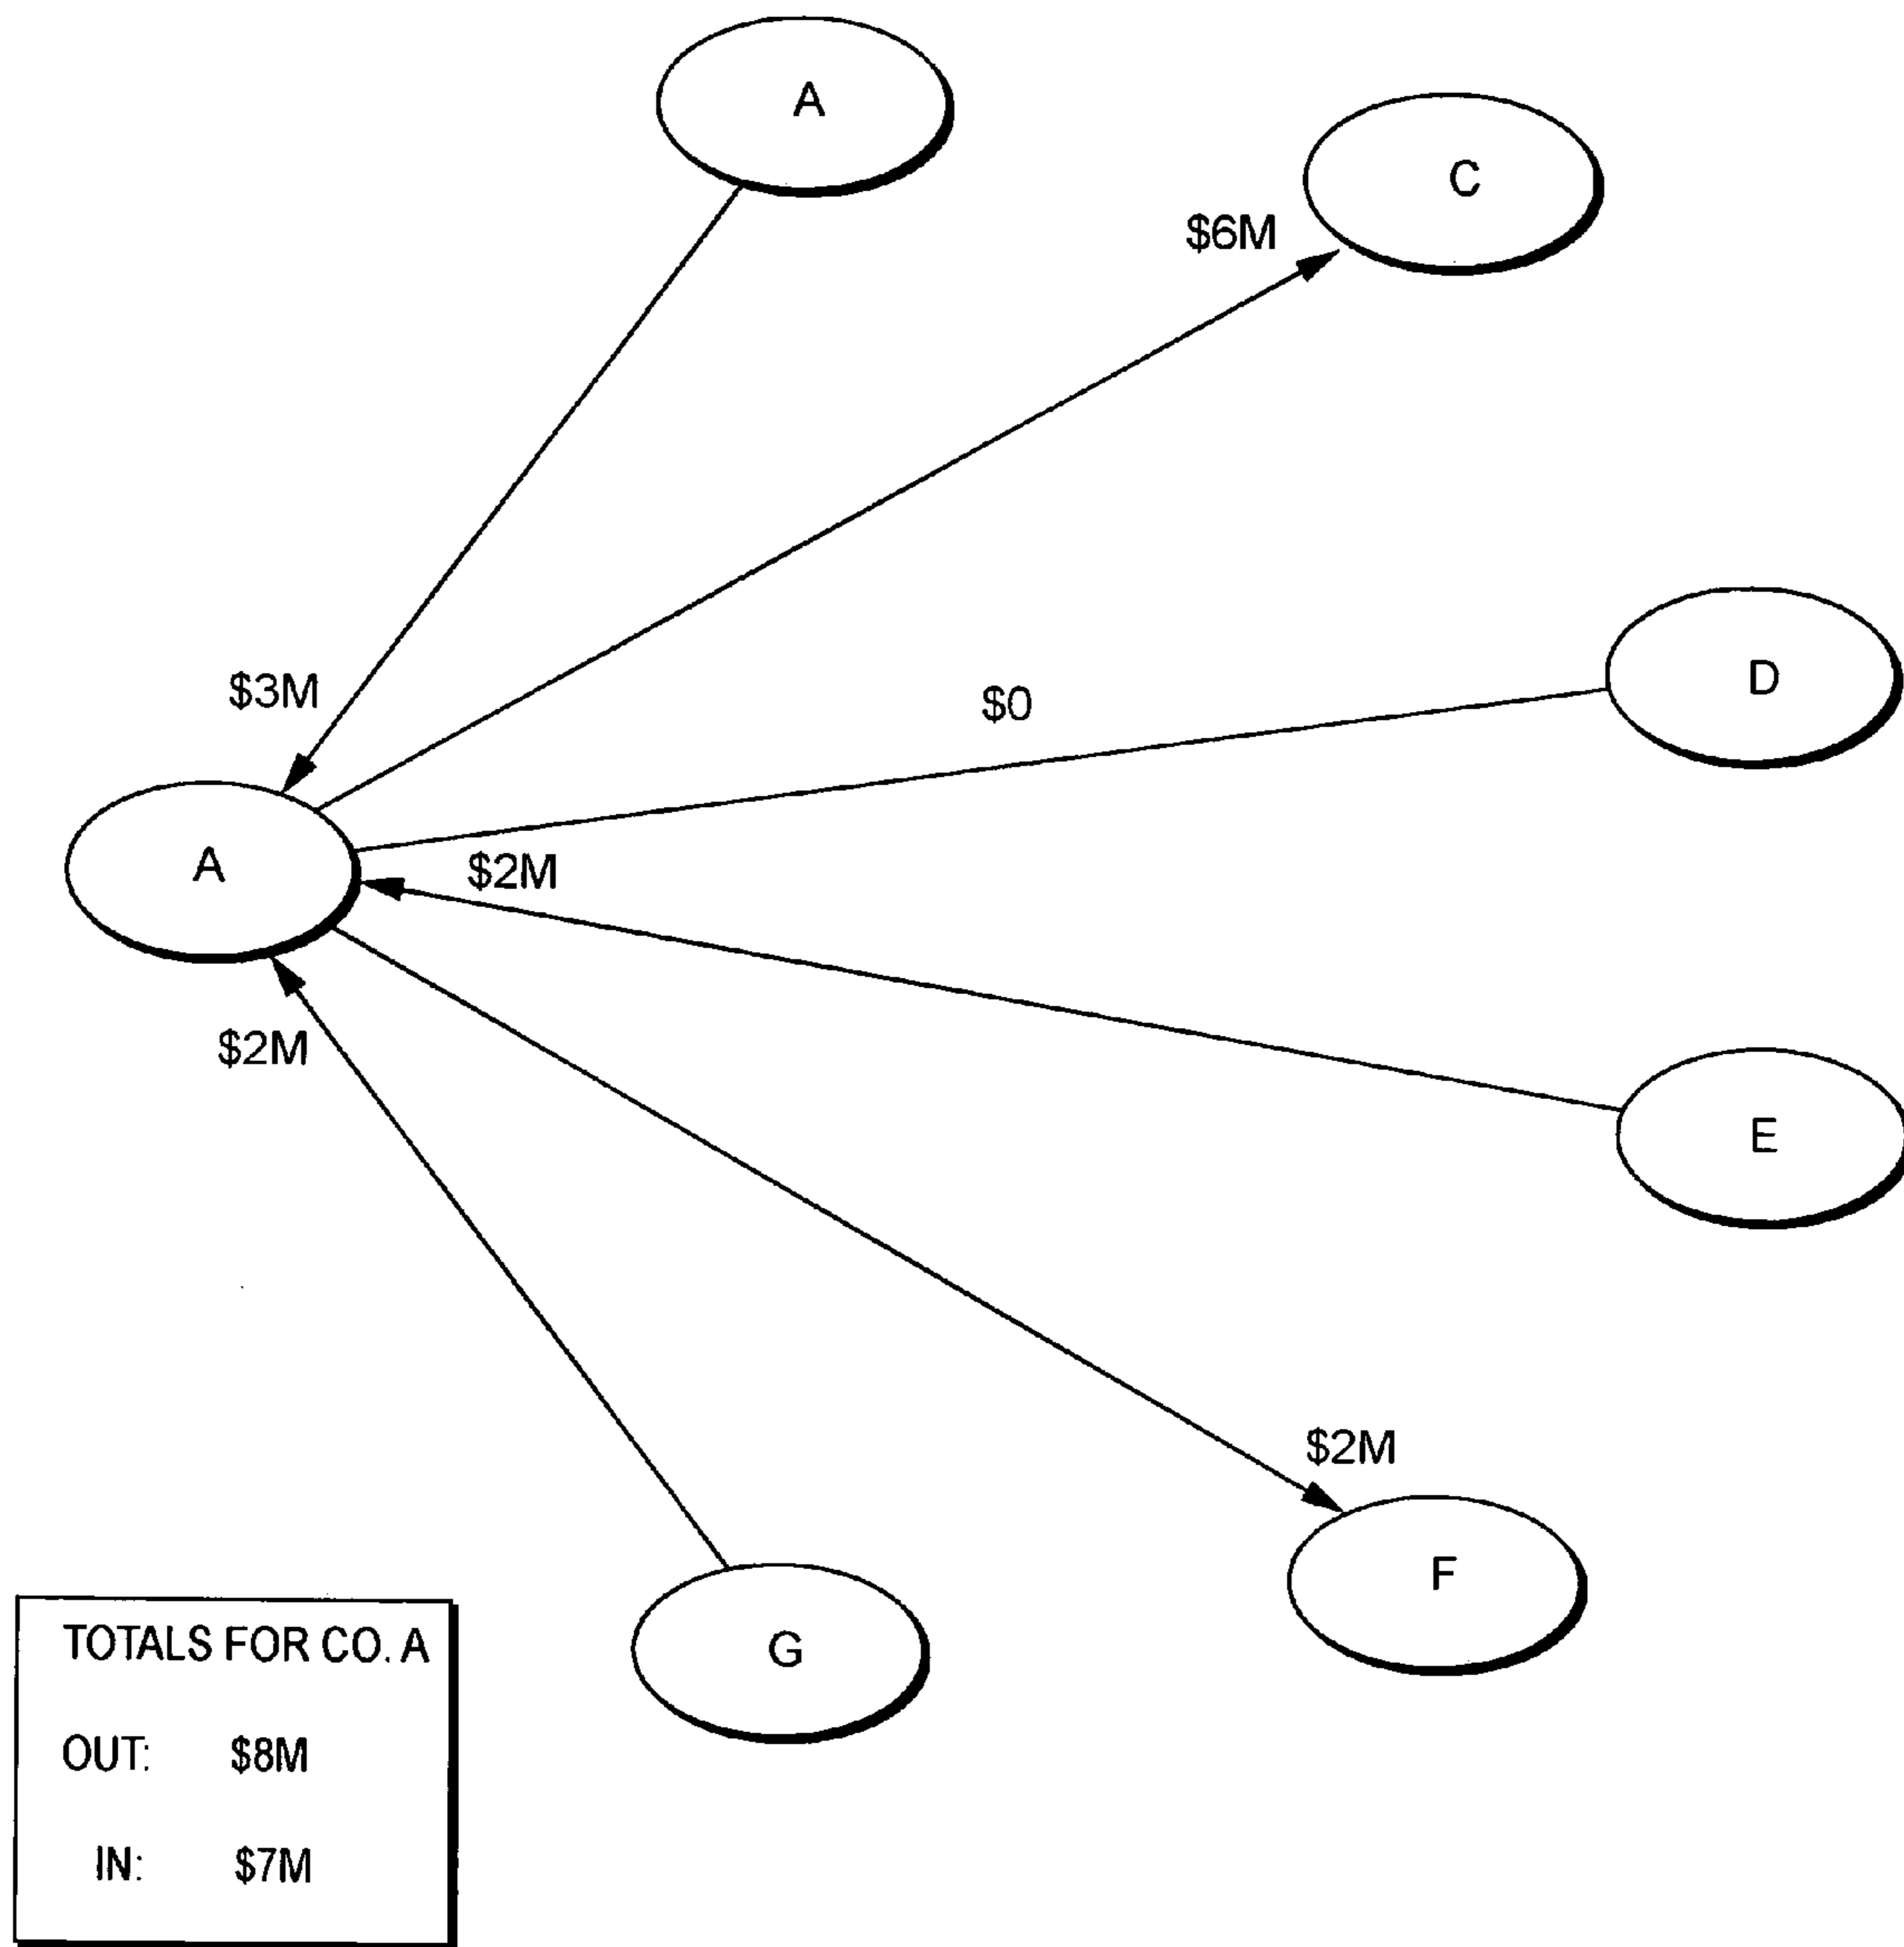 A
C
$6M
$3M
$0
D
A
$2M
$2M
E
$2M
F
G
TOTALS FOR CO. A
OUT: $8M
IN: $7M